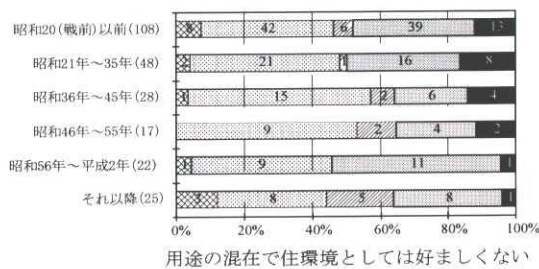 昭和20(戦前)以前(108) 8 42 6 39 13
昭和21年～35年(48) 2 21 1 16 8
昭和36年～45年(28) 1 15 2 6 4
昭和46年～55年(17) 9 2 4 2
昭和56年～平成2年(22) 1 9 11 1
それ以降(25) 3 8 5 8 1
0% 20% 40% 60% 80% 100%
用途の混在で住環境としては好ましくない